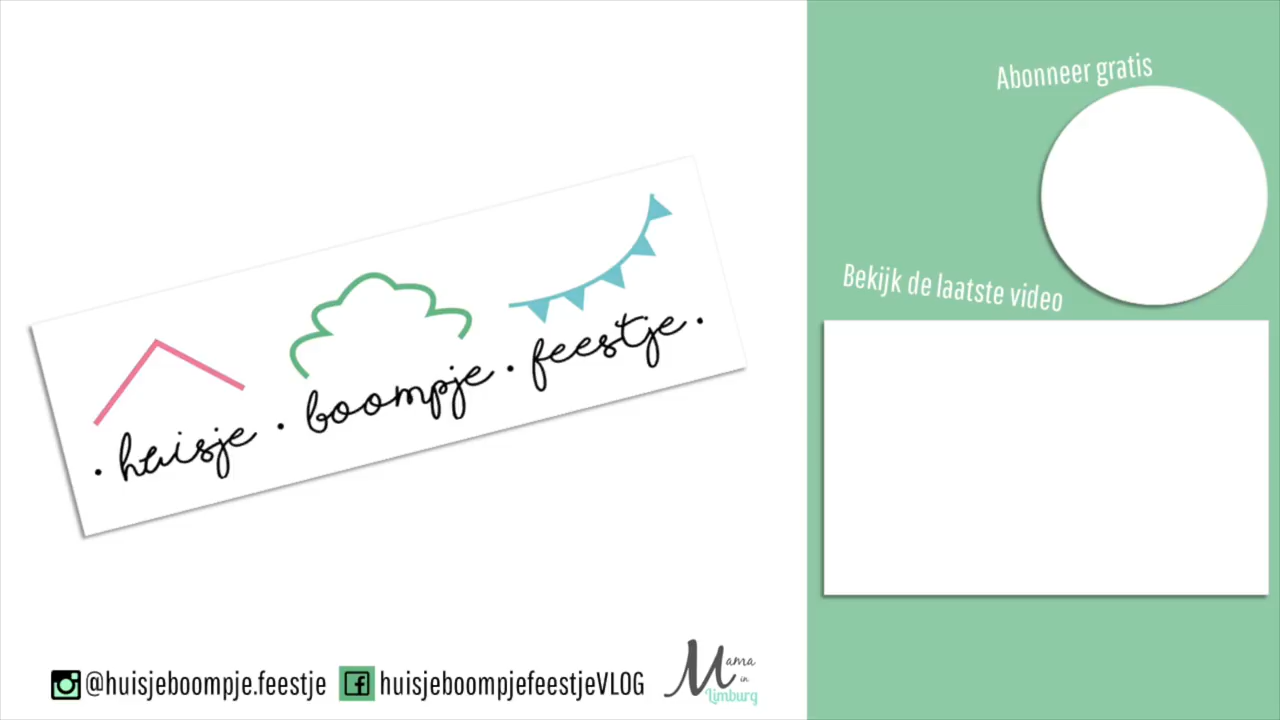 Abonneer gratis
Bekijk de laatste video
• huisje • boompje • feestje •
@huisjeboompje.feestje
huisjeboompjefeestjeVLOG
Mama
in
Limburg